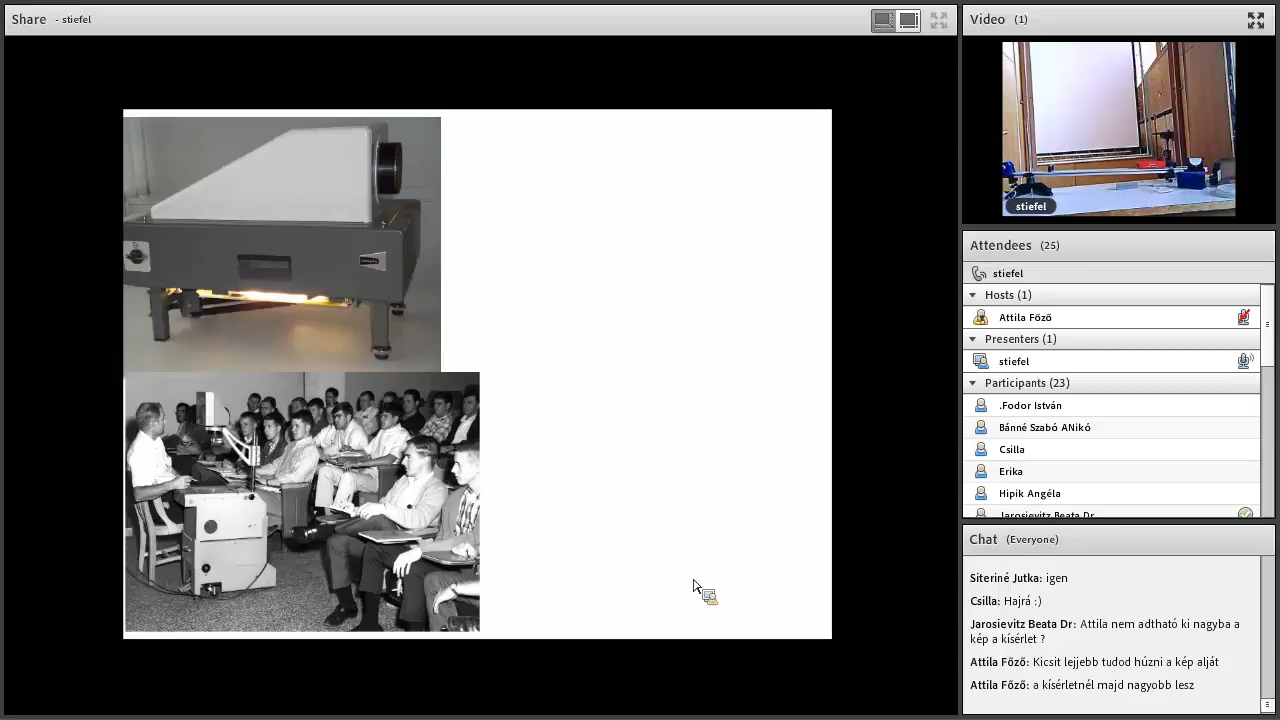 Share - stiefel
Video (1)
stiefel
Attendees (25)
stiefel
Hosts (1)
Attila Főző
Presenters (1)
stiefel
Participants (23)
.Fodor István
Bánné Szabó ANikó
Csilla
Erika
Hipik Angéla
Jarosievitz Beata Dr
Chat (Everyone)
Siteriné Jutka: igen
Csilla: Hajrá :)
Jarosievitz Beata Dr: Attila nem adtható ki nagyba a
kép a kísérlet ?
Attila Főző: Kicsit lejjebb tudod húzni a kép alját
Attila Főző: a kísérletnél majd nagyobb lesz